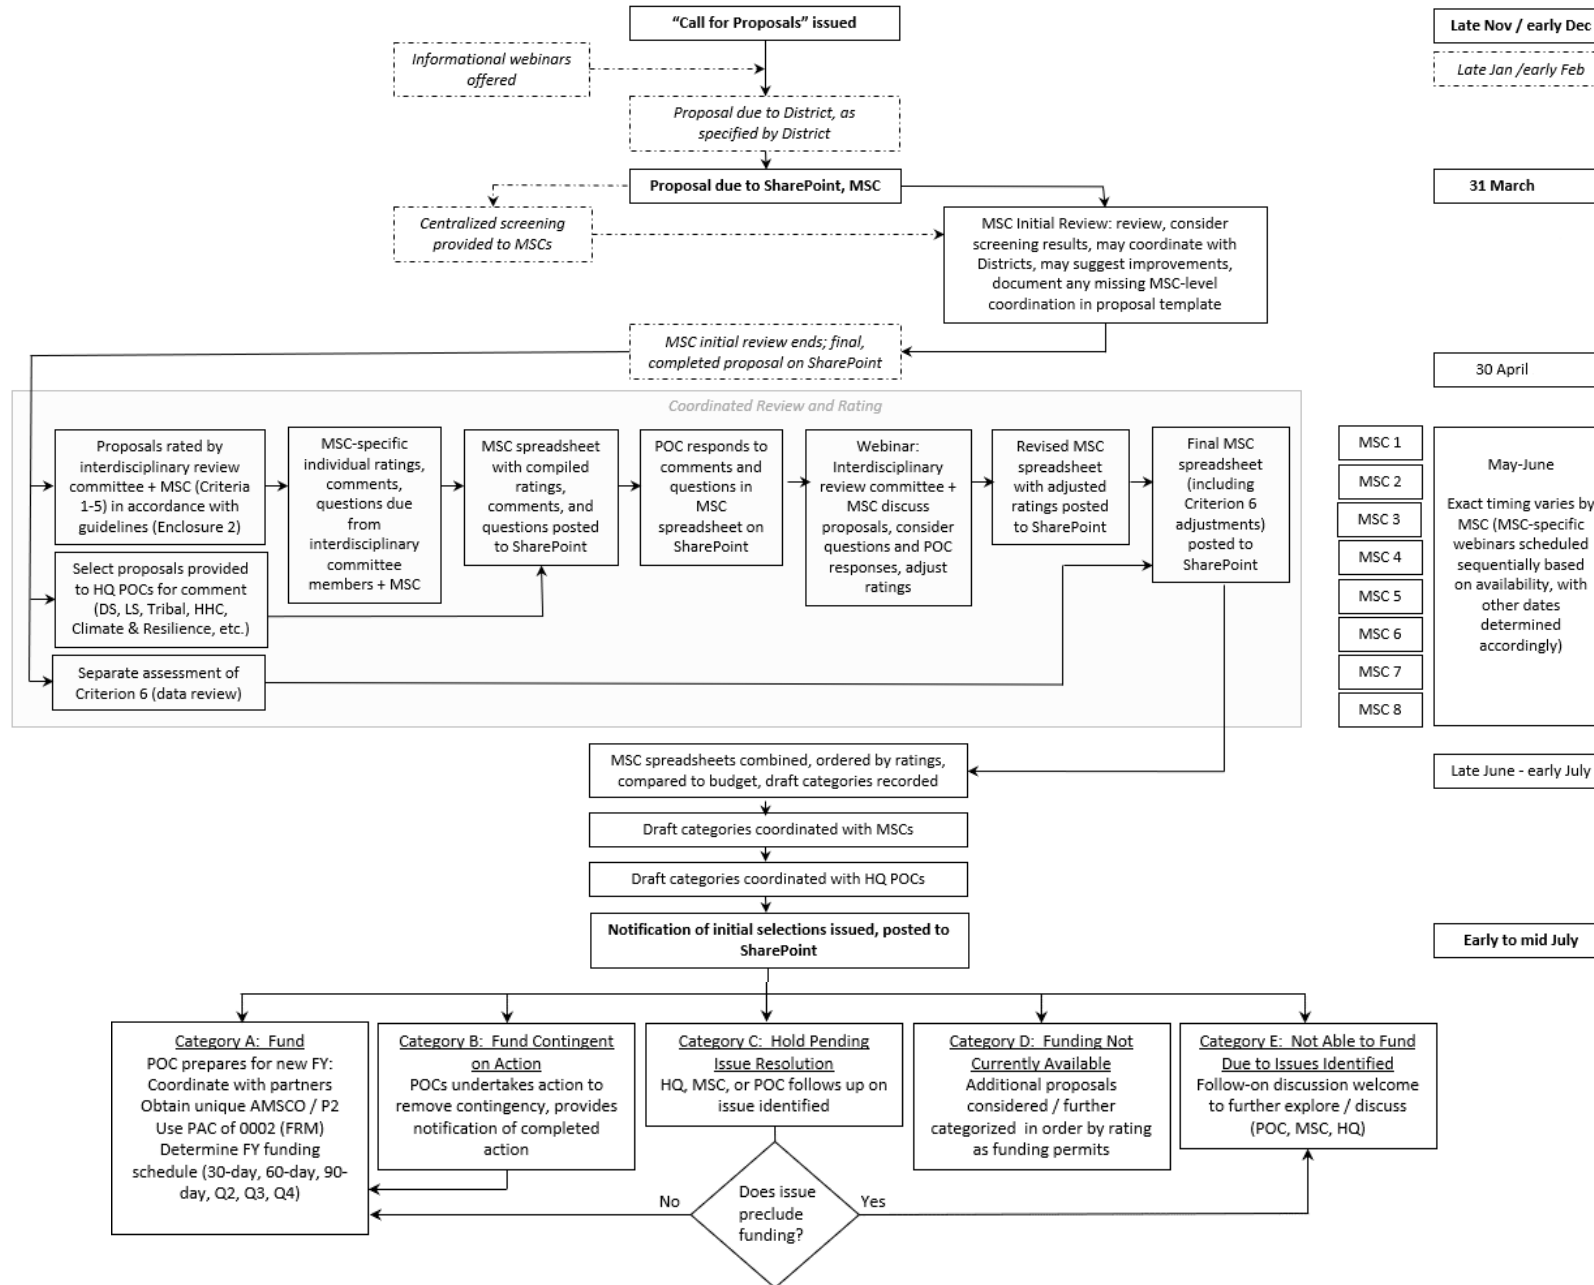 “Call for Proposals” issued
Late Nov / early Dec
Informational webinars
offered
Late Jan /early Feb
Proposal due to District, as
specified by District
Proposal due to SharePoint, MSC
31 March
Centralized screening
provided to MSCs
MSC Initial Review: review, consider
screening results, may coordinate with
Districts, may suggest improvements,
document any missing MSC-level
coordination in proposal template
MSC initial review ends; final,
completed proposal on SharePoint
30 April
Coordinated Review and Rating
Proposals rated by
interdisciplinary review
committee + MSC (Criteria
1-5) in accordance with
guidelines (Enclosure 2)
MSC-specific
individual ratings,
comments,
questions due
from
interdisciplinary
committee
members + MSC
MSC spreadsheet
with compiled
ratings,
comments, and
questions posted
to SharePoint
POC responds to
comments and
questions in
MSC
spreadsheet on
SharePoint
Webinar:
Interdisciplinary
review committee +
MSC discuss
proposals, consider
questions and POC
responses, adjust
ratings
Revised MSC
spreadsheet
with adjusted
ratings posted
to SharePoint
Final MSC
spreadsheet
(including
Criterion 6
adjustments)
posted to
SharePoint
Select proposals provided
to HQ POCs for comment
(DS, LS, Tribal, HHC,
Climate & Resilience, etc.)
Separate assessment of
Criterion 6 (data review)
MSC 1
MSC 2
MSC 3
MSC 4
MSC 5
MSC 6
MSC 7
MSC 8
May-June
Exact timing varies by
MSC (MSC-specific
webinars scheduled
sequentially based
on availability, with
other dates
determined
accordingly)
MSC spreadsheets combined, ordered by ratings,
compared to budget, draft categories recorded
Late June - early July
Draft categories coordinated with MSCs
Draft categories coordinated with HQ POCs
Notification of initial selections issued, posted to
SharePoint
Early to mid July
Category A:  Fund
POC prepares for new FY:
Coordinate with partners
Obtain unique AMSCO / P2
Use PAC of 0002 (FRM)
Determine FY funding
schedule (30-day, 60-day, 90-
day, Q2, Q3, Q4)
Category B:  Fund Contingent
on Action
POCs undertakes action to
remove contingency, provides
notification of completed
action
Category C:  Hold Pending
Issue Resolution
HQ, MSC, or POC follows up on
issue identified
Category D:  Funding Not
Currently Available
Additional proposals
considered / further
categorized  in order by rating
as funding permits
Category E:  Not Able to Fund
Due to Issues Identified
Follow-on discussion welcome
to further explore / discuss
(POC, MSC, HQ)
No
Does issue
preclude
funding?
Yes